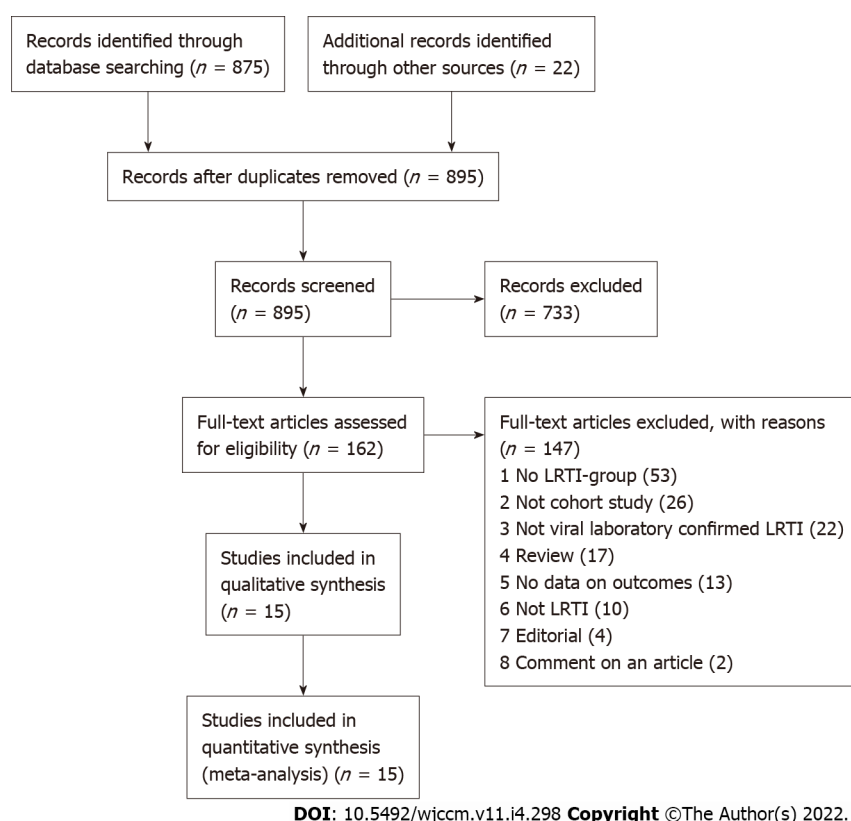 Records identified through
database searching (n = 875)
Additional records identified
through other sources (n = 22)
Records after duplicates removed (n = 895)
Records screened
(n = 895)
Records excluded
(n = 733)
Full-text articles assessed
for eligibility (n = 162)
Full-text articles excluded, with reasons
(n = 147)
1 No LRTI-group (53)
2 Not cohort study (26)
3 Not viral laboratory confirmed LRTI (22)
4 Review (17)
5 No data on outcomes (13)
6 Not LRTI (10)
7 Editorial (4)
8 Comment on an article (2)
Studies included in
qualitative synthesis
(n = 15)
Studies included in
quantitative synthesis
(meta-analysis) (n = 15)
DOI: 10.5492/wjccm.v11.i4.298 Copyright ©The Author(s) 2022.